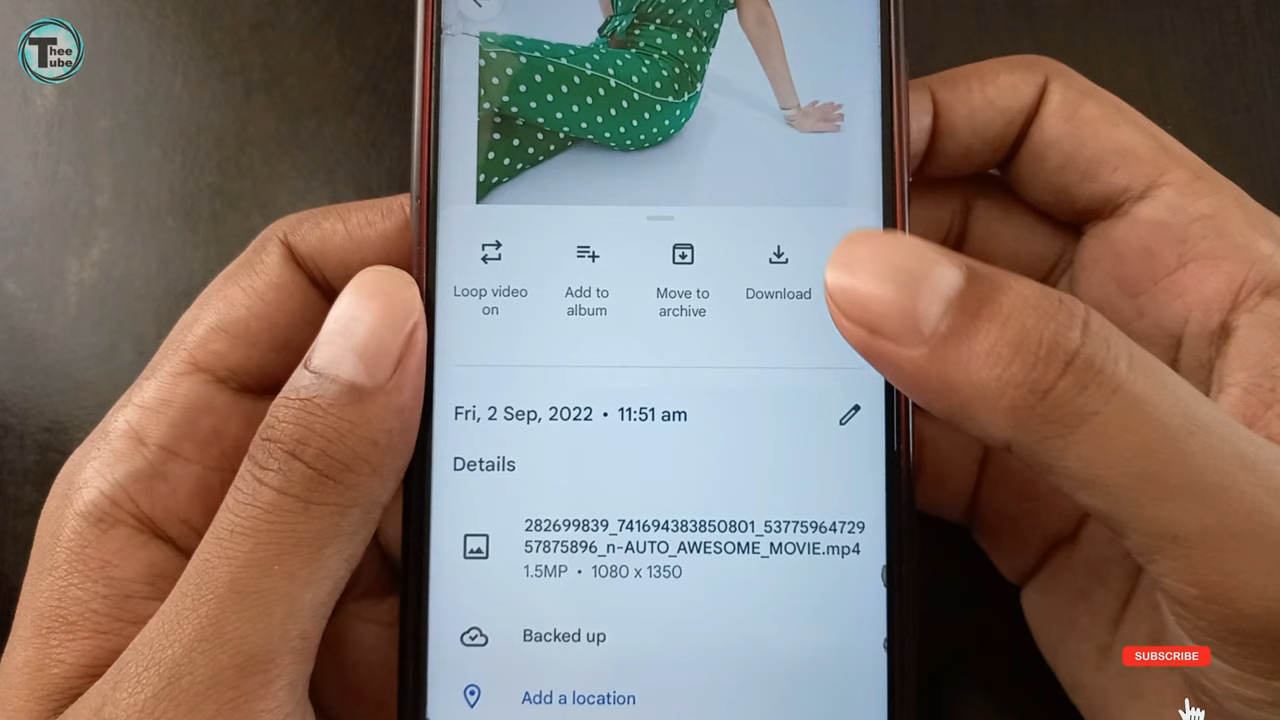 Thee
Tube
Loop video
on
Add to
album
Move to
archive
Download
Fri, 2 Sep, 2022 • 11:51 am
Details
282699839_741694383850801_53775964729
57875896_n-AUTO_AWESOME_MOVIE.mp4
1.5MP • 1080 x 1350
Backed up
Add a location
SUBSCRIBE